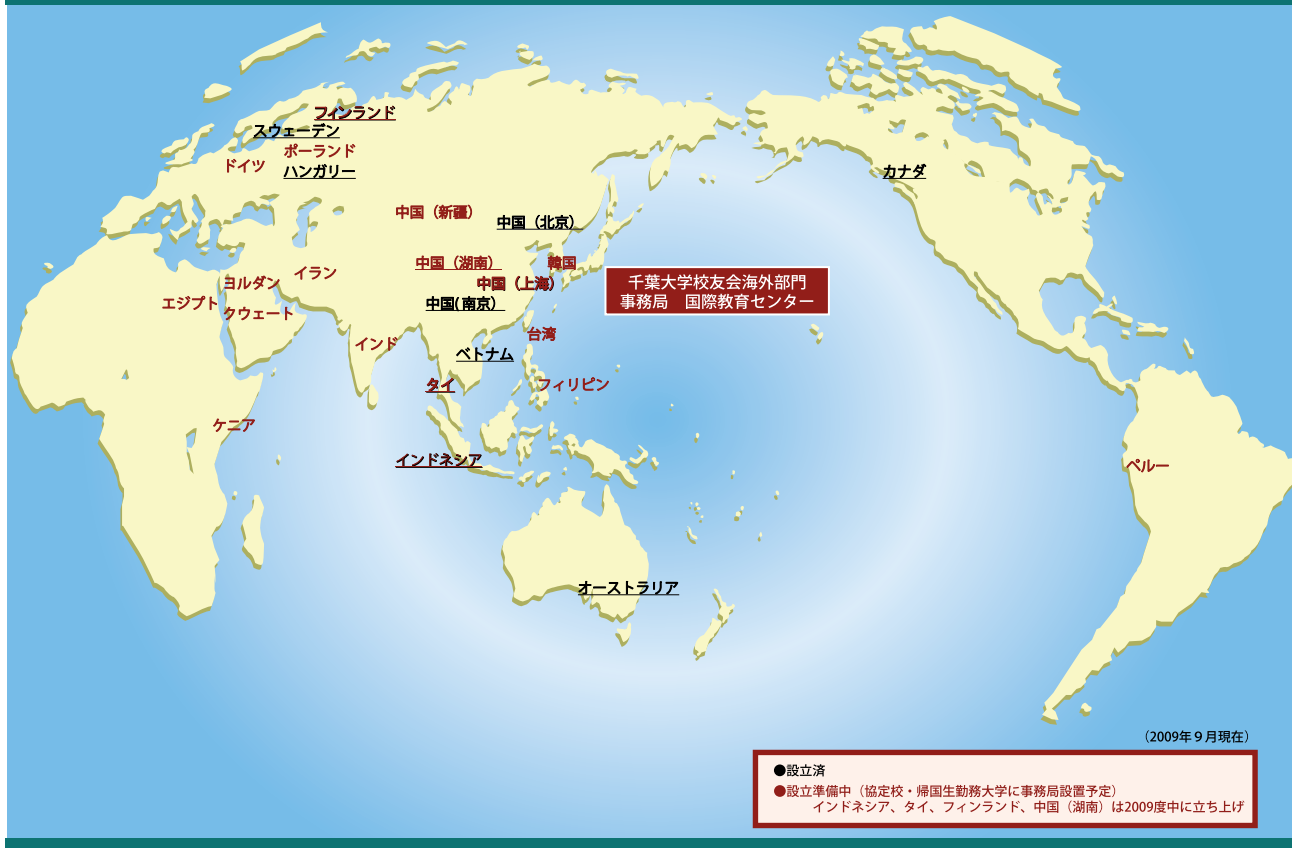 フィンランド
スウェーデン
ポーランド
ドイツ
ハンガリー
カナダ
中国（新疆）
中国（北京）
中国（湖南）
韓国
イラン
ヨルダン
中国（上海）
千葉大学校友会海外部門
事務局　国際教育センター
エジプト
クウェート
中国(南京）
台湾
インド
ベトナム
タイ
フィリピン
ケニア
インドネシア
ペルー
オーストラリア
（2009年９月現在）
●設立済
●設立準備中（協定校・帰国生勤務大学に事務局設置予定）
インドネシア、タイ、フィンランド、中国（湖南）は2009度中に立ち上げ